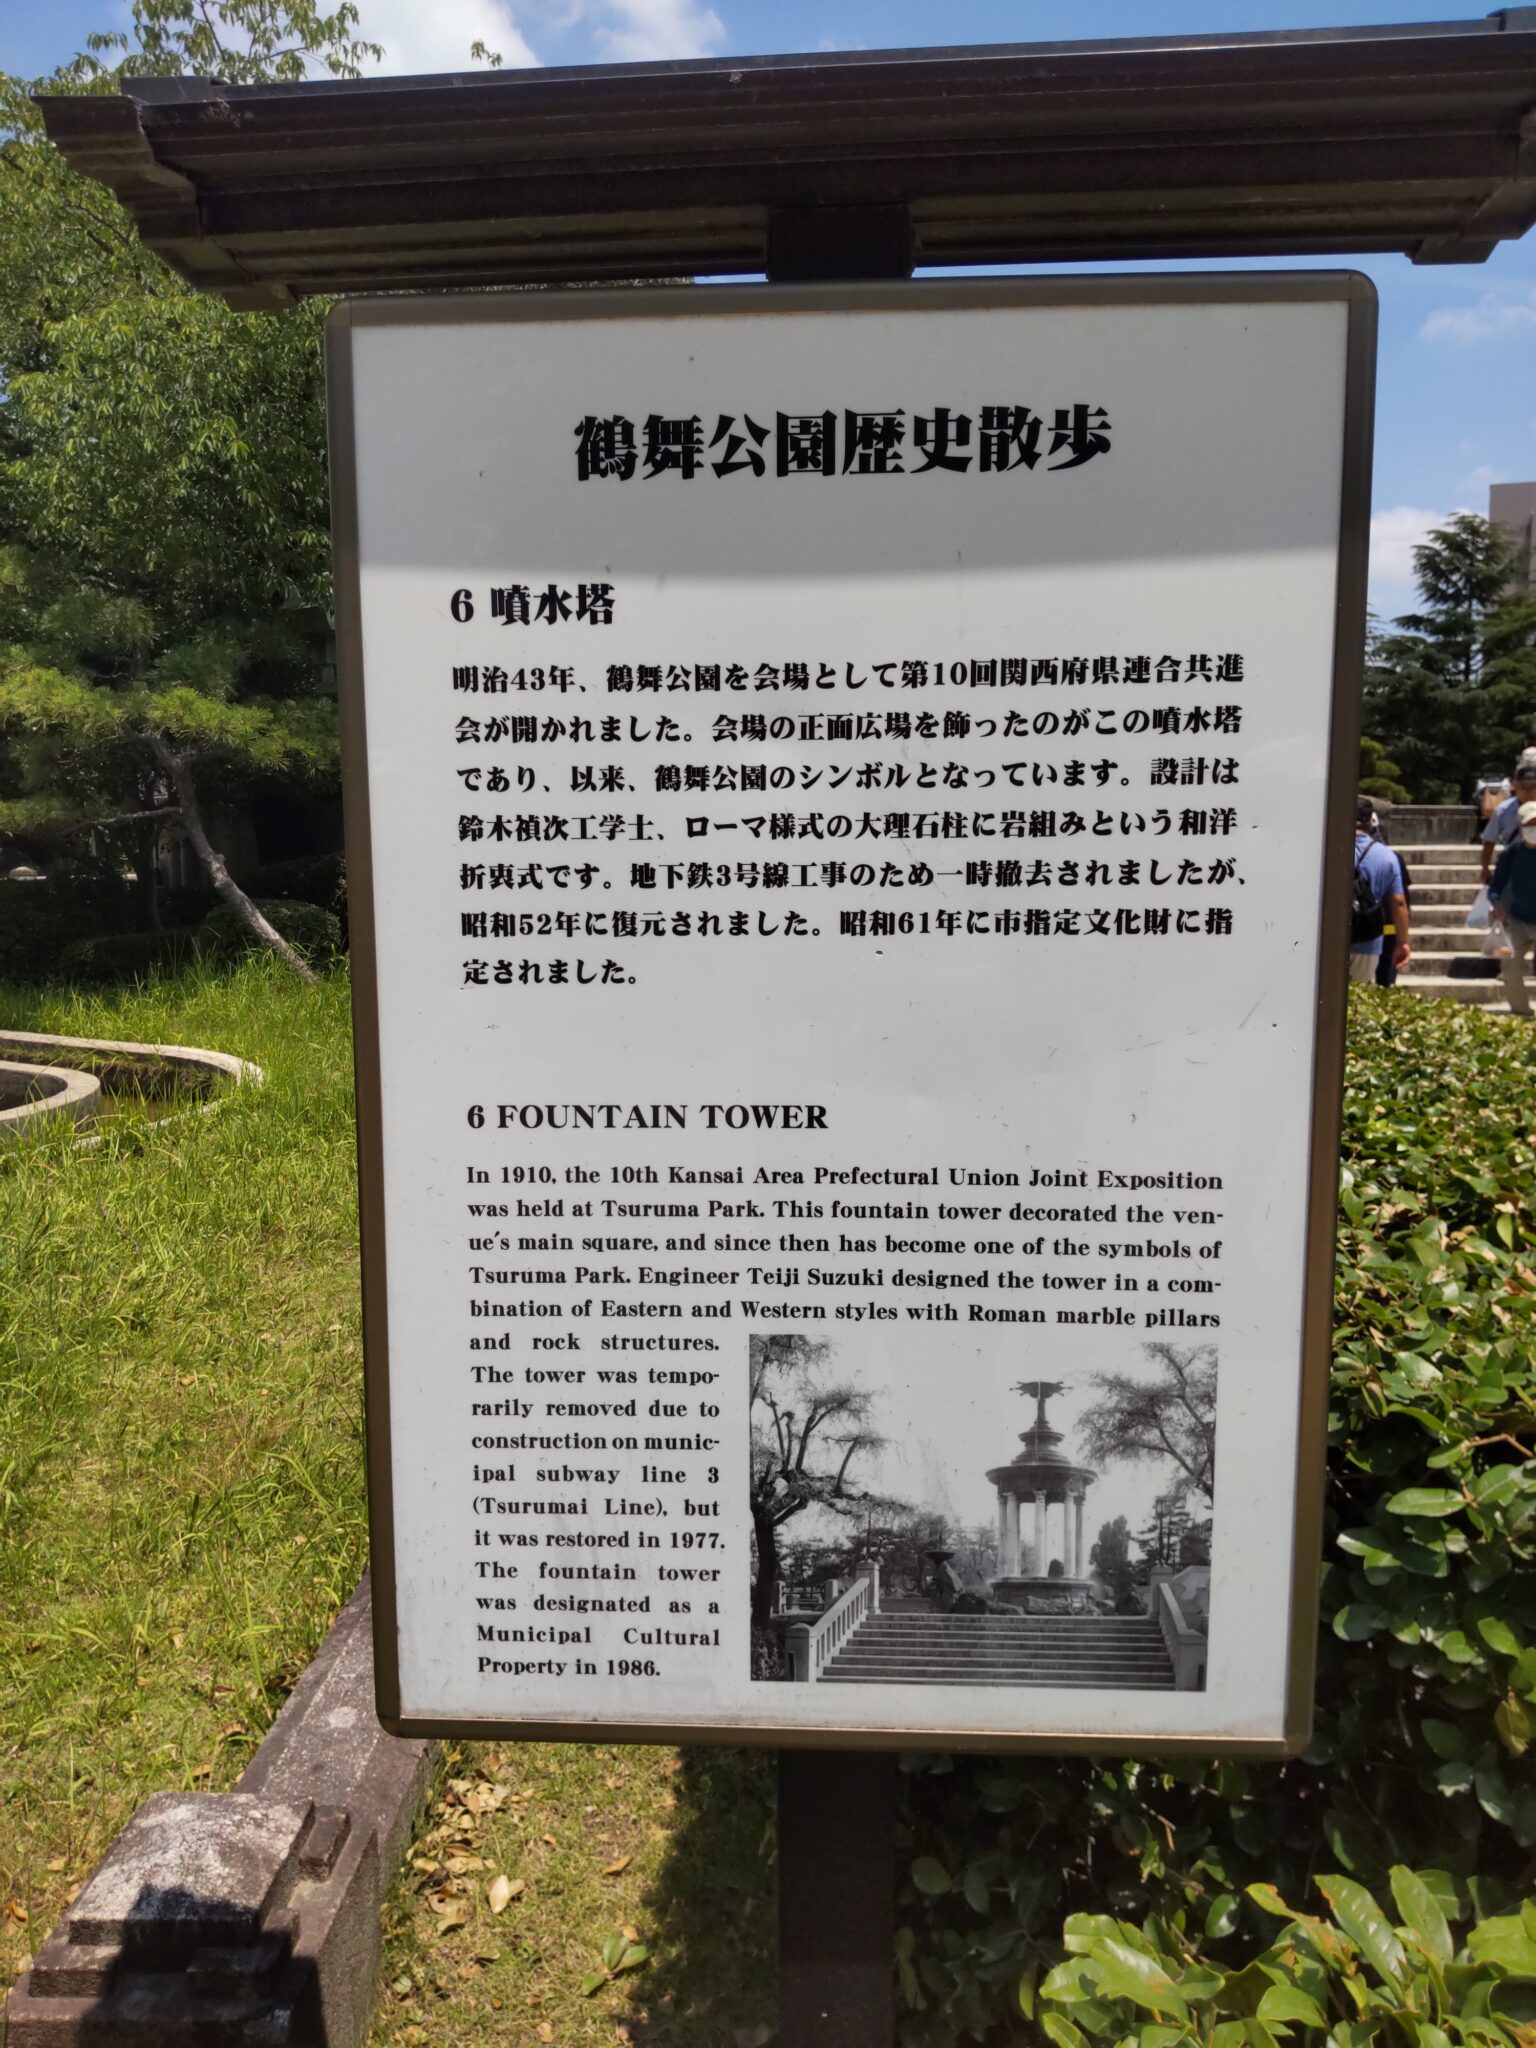 鶴舞公園歴史散歩
6 噴水塔
明治43年、鶴舞公園を会場として第10回関西府県連合共進
会が開かれました。会場の正面広場を飾ったのがこの噴水塔
であり、以来、鶴舞公園のシンボルとなっています。設計は
鈴木禎次工学士、ローマ様式の大理石柱に岩組みという和洋
折衷式です。地下鉄3号線工事のため一時撤去されましたが、
昭和52年に復元されました。昭和61年に市指定文化財に指
定されました。
6 FOUNTAIN TOWER
In 1910, the 10th Kansai Area Prefectural Union Joint Exposition
was held at Tsuruma Park. This fountain tower decorated the ven-
ue's main square, and since then has become one of the symbols of
Tsuruma Park. Engineer Teiji Suzuki designed the tower in a com-
bination of Eastern and Western styles with Roman marble pillars
and rock structures.
The tower was tempo-
rarily removed due to
construction on munic-
ipal subway line 3
(Tsurumai Line), but
it was restored in 1977.
The fountain tower
was designated as a
Municipal Cultural
Property in 1986.